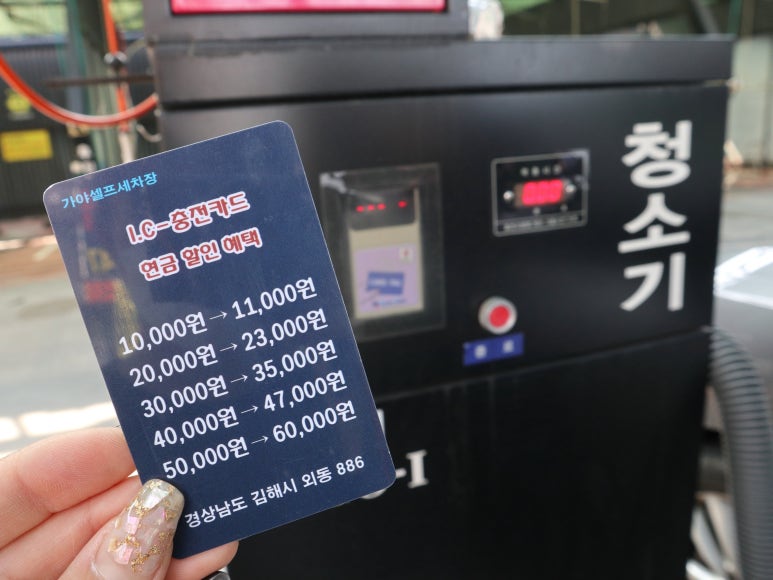 가야셀프세차장
I.C-충전카드
현금 할인 혜택
10,000원→11,000원
20,000원→23,000원
30,000원→35,000원
40,000원→47,000원
50,000원→60,000원
경상남도 김해시 외동 886
청소기
-I